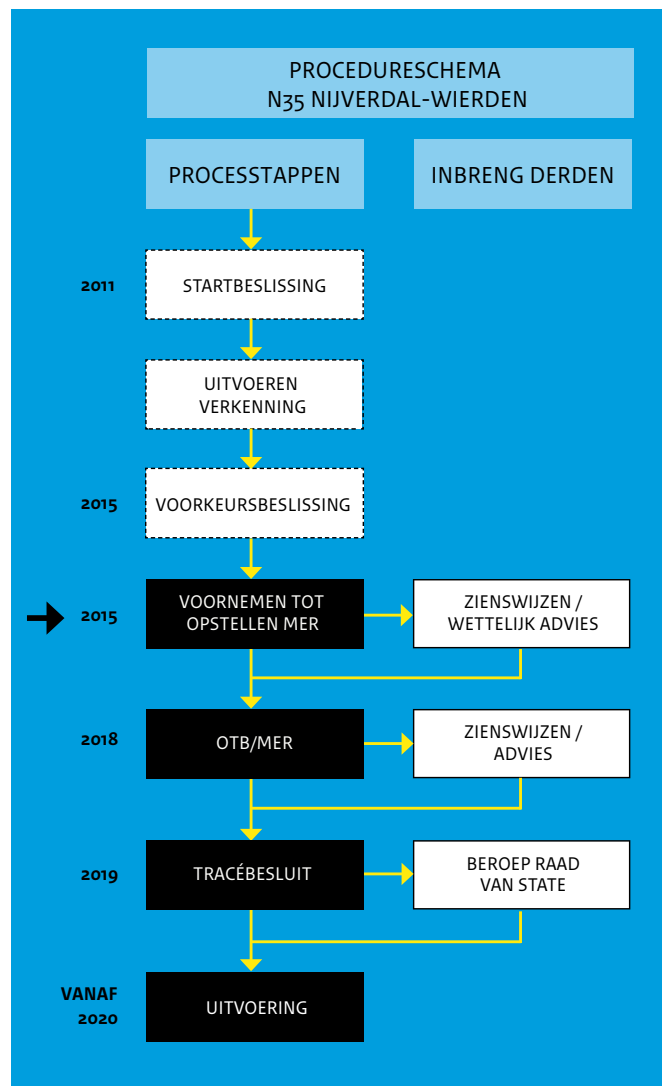 PROCEDURESCHEMA
N35 NIJVERDAL-WIERDEN
PROCESSTAPPEN
INBRENG DERDEN
2011
STARTBESLISSING
UITVOEREN
VERKENNING
2015
VOORKEURSBESLISSING
2015
VOORNEMEN TOT
OPSTELLEN MER
ZIENSWIJZEN /
WETTELIJK ADVIES
2018
OTB/MER
ZIENSWIJZEN /
ADVIES
2019
TRACÉBESLUIT
BEROEP RAAD
VAN STATE
VANAF
2020
UITVOERING